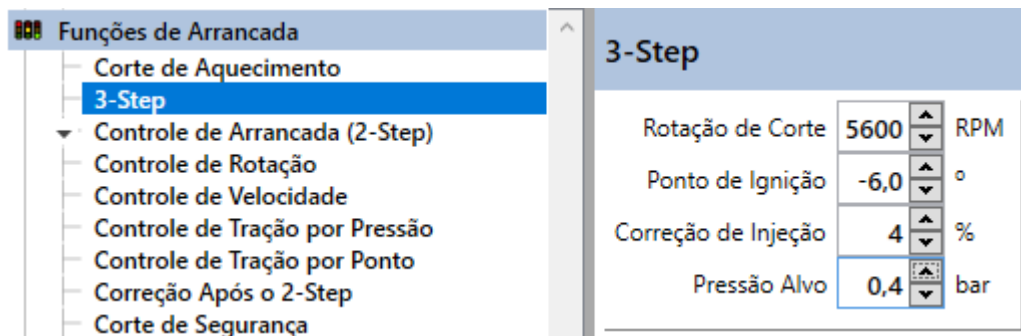 Funções de Arrancada
Corte de Aquecimento
3-Step
Controle de Arrancada (2-Step)
Controle de Rotação
Controle de Velocidade
Controle de Tração por Pressão
Controle de Tração por Ponto
Correção Após o 2-Step
Corte de Segurança
3-Step
Rotação de Corte 5600 RPM
Ponto de Ignição -6,0 º
Correção de Injeção 4 %
Pressão Alvo 0,4 bar